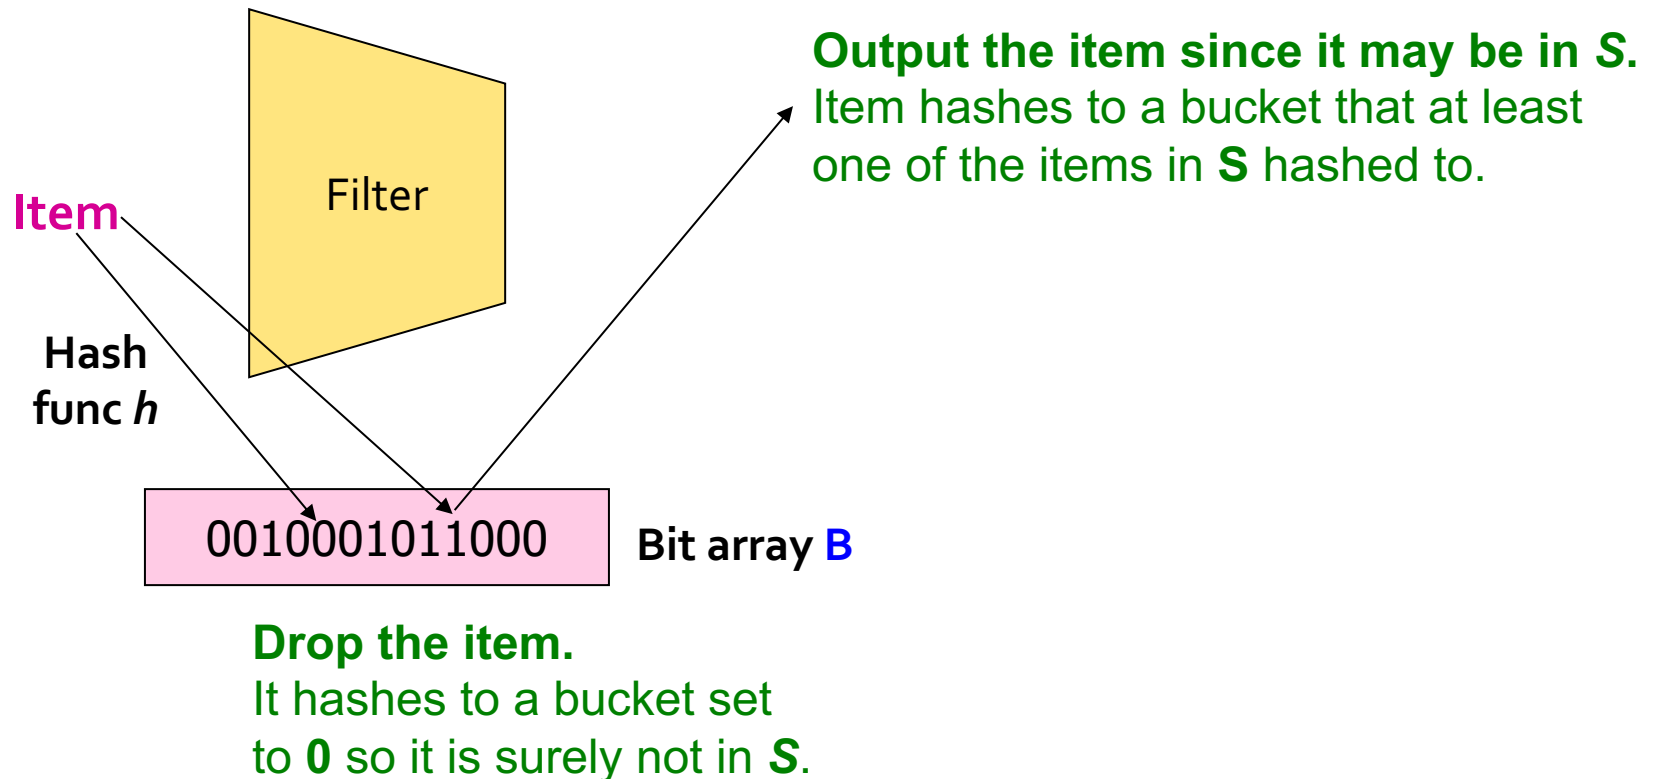 Output the item since it may be in S.
Item hashes to a bucket that at least
one of the items in S hashed to.
Filter
Item
Hash
func h
0010001011000
Bit array B
Drop the item.
It hashes to a bucket set
to 0 so it is surely not in S.